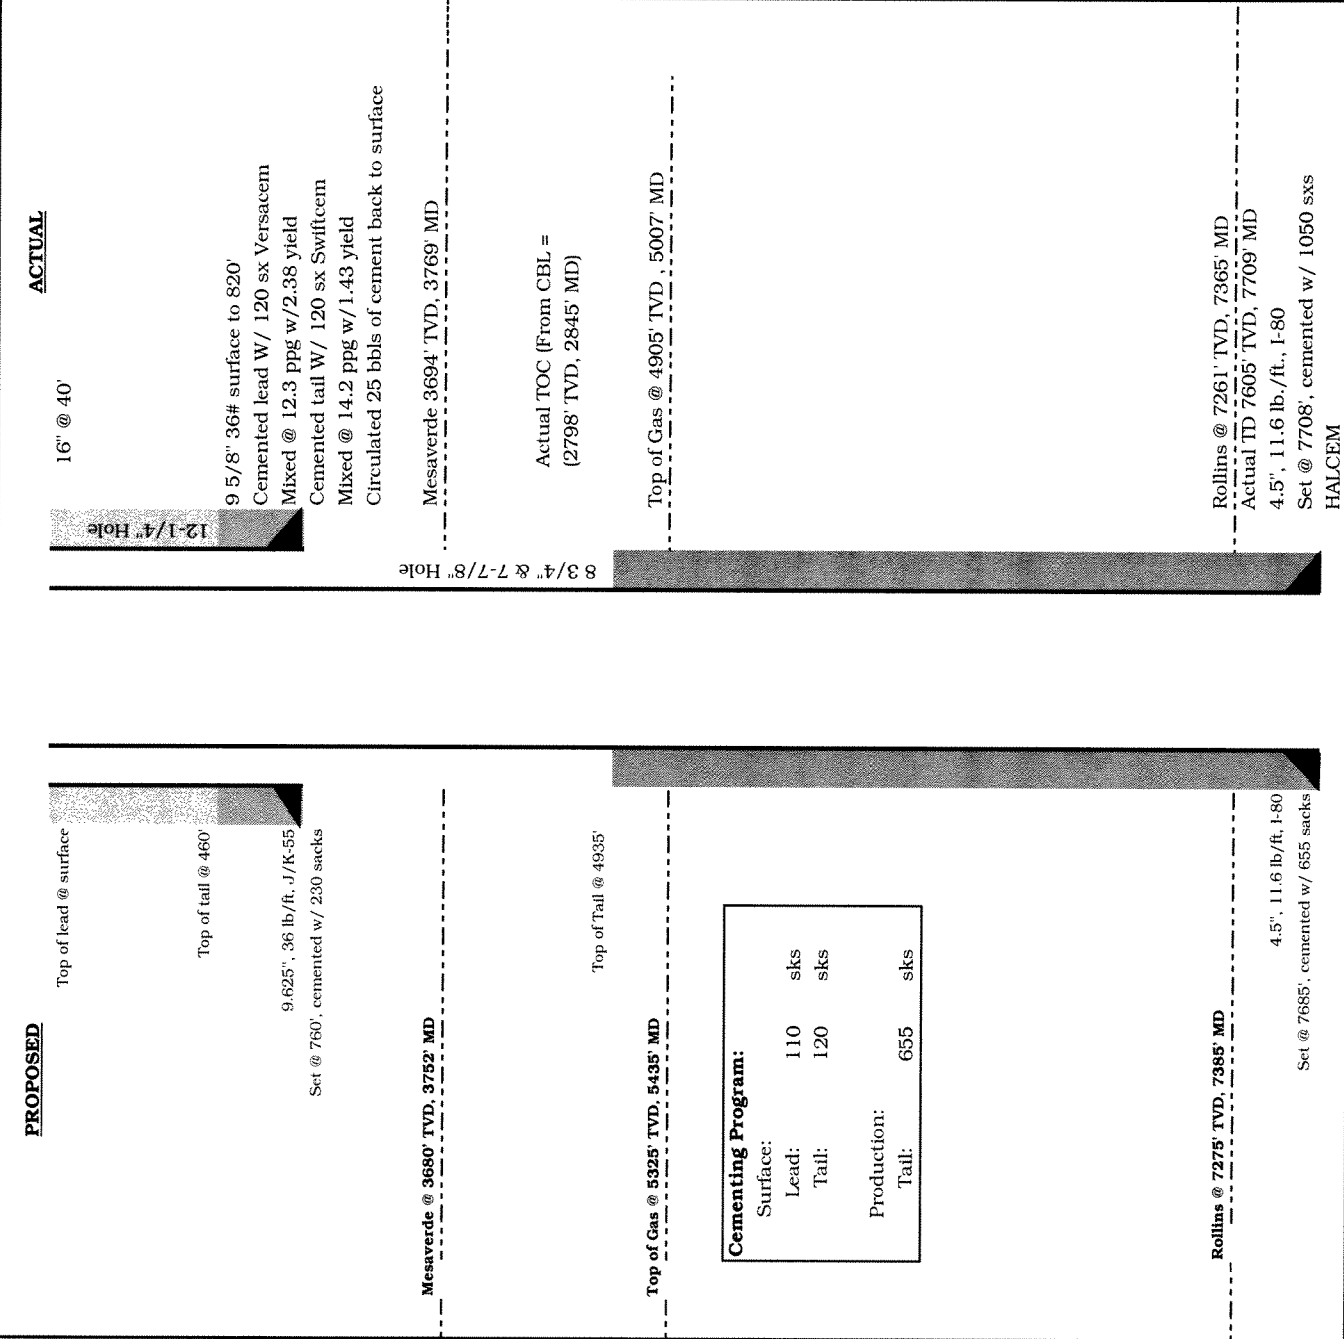 PROPOSED
Top of lead @ surface
Top of tail @ 460'
9.625", 36 lb/ft, J/K-55
Set @ 760', cemented w/ 230 sacks
Mesaverde @ 3680' TVD, 3752' MD
Top of Tail @ 4935'
Top of Gas @ 5325' TVD, 5435' MD
Cementing Program:
Surface:
Lead: 110 sks
Tail: 120 sks
Production:
Tail: 655 sks
Rollins @ 7275' TVD, 7385' MD
4.5", 11.6 lb/ft, I-80
Set @ 7685', cemented w/ 655 sacks
ACTUAL
16" @ 40'
12-1/4" Hole
9 5/8" 36# surface to 820'
Cemented lead W/ 120 sx Versacem
Mixed @ 12.3 ppg w/2.38 yield
Cemented tail W/ 120 sx Swiftcem
Mixed @ 14.2 ppg w/1.43 yield
Circulated 25 bbls of cement back to surface
Mesaverde 3694' TVD, 3769' MD
8 3/4" & 7-7/8" Hole
Actual TOC (From CBL =
(2798' TVD, 2845' MD)
Top of Gas @ 4905' TVD , 5007' MD
Rollins @ 7261' TVD, 7365' MD
Actual TD 7605' TVD, 7709' MD
4.5", 11.6 lb./ft., I-80
Set @ 7708', cemented w/ 1050 sxs
HALCEM